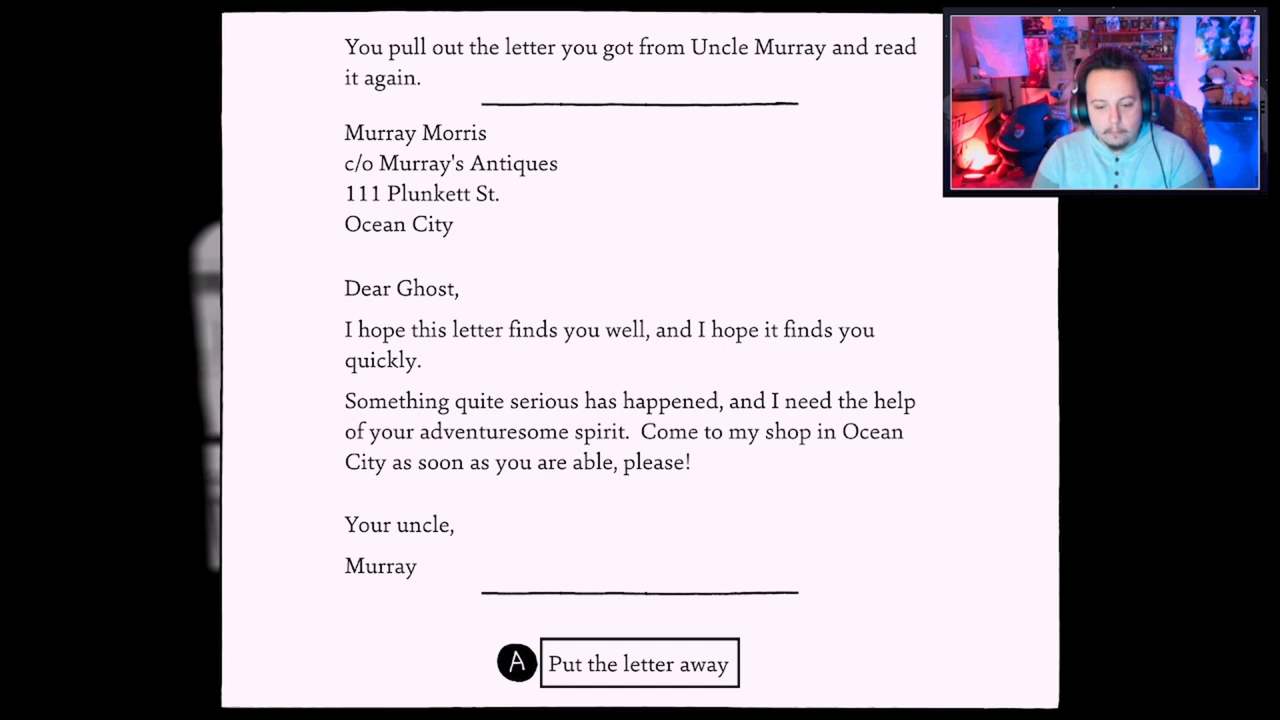 You pull out the letter you got from Uncle Murray and read
it again.
Murray Morris
c/o Murray's Antiques
111 Plunkett St.
Ocean City
Dear Ghost,
I hope this letter finds you well, and I hope it finds you
quickly.
Something quite serious has happened, and I need the help
of your adventuresome spirit.  Come to my shop in Ocean
City as soon as you are able, please!
Your uncle,
Murray
A Put the letter away